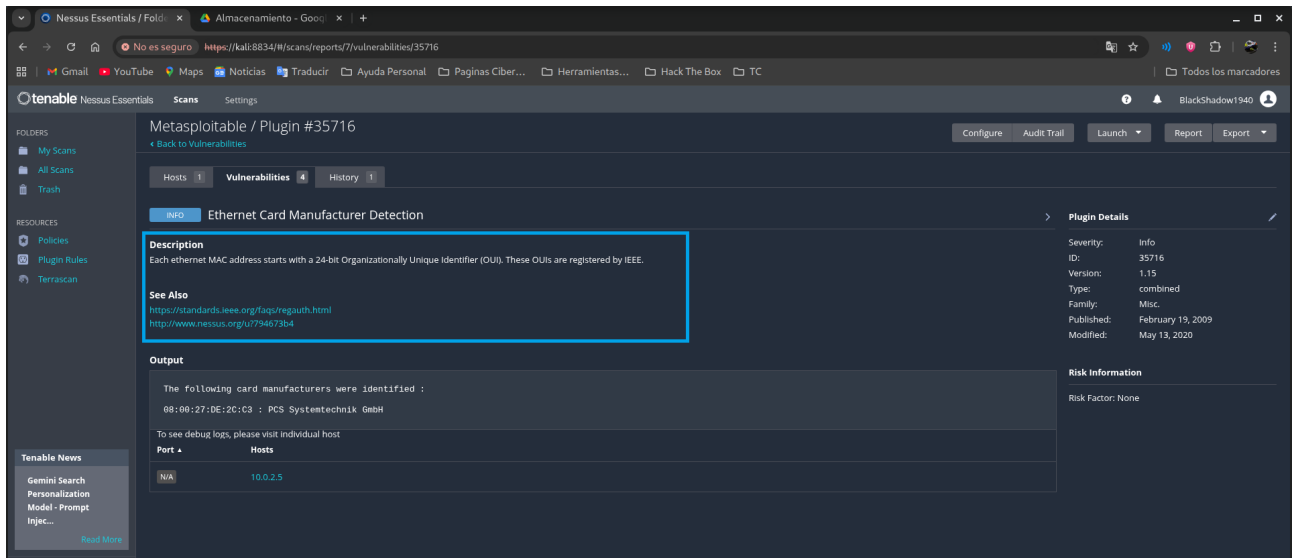 Nessus Essentials / Folde
Almacenamiento - Goog
No es seguro https://kali:8834/#/scans/reports/7/vulnerabilities/35716
Gmail YouTube Maps Noticias Traducir Ayuda Personal Paginas Ciber... Herramientas... Hack The Box TC Todos los marcadores
tenable Nessus Essentials Scans Settings BlackShadow1940
FOLDERS
My Scans
All Scans
Trash
RESOURCES
Policies
Plugin Rules
Terrascan
Tenable News
Gemini Search
Personalization
Model - Prompt
Injec...
Read More
Metasploitable / Plugin #35716
Back to Vulnerabilities
Configure Audit Trail Launch Report Export
Hosts 1 Vulnerabilities 4 History 1
INFO Ethernet Card Manufacturer Detection
Description
Each ethernet MAC address starts with a 24-bit Organizationally Unique Identifier (OUI). These OUIs are registered by IEEE.
See Also
https://standards.ieee.org/faqs/regauth.html
http://www.nessus.org/u?794673b4
Output
The following card manufacturers were identified :
08:00:27:DE:2C:C3 : PCS Systemtechnik GmbH
To see debug logs, please visit individual host
Port Hosts
N/A 10.0.2.5
Plugin Details
Severity: Info
ID: 35716
Version: 1.15
Type: combined
Family: Misc.
Published: February 19, 2009
Modified: May 13, 2020
Risk Information
Risk Factor: None